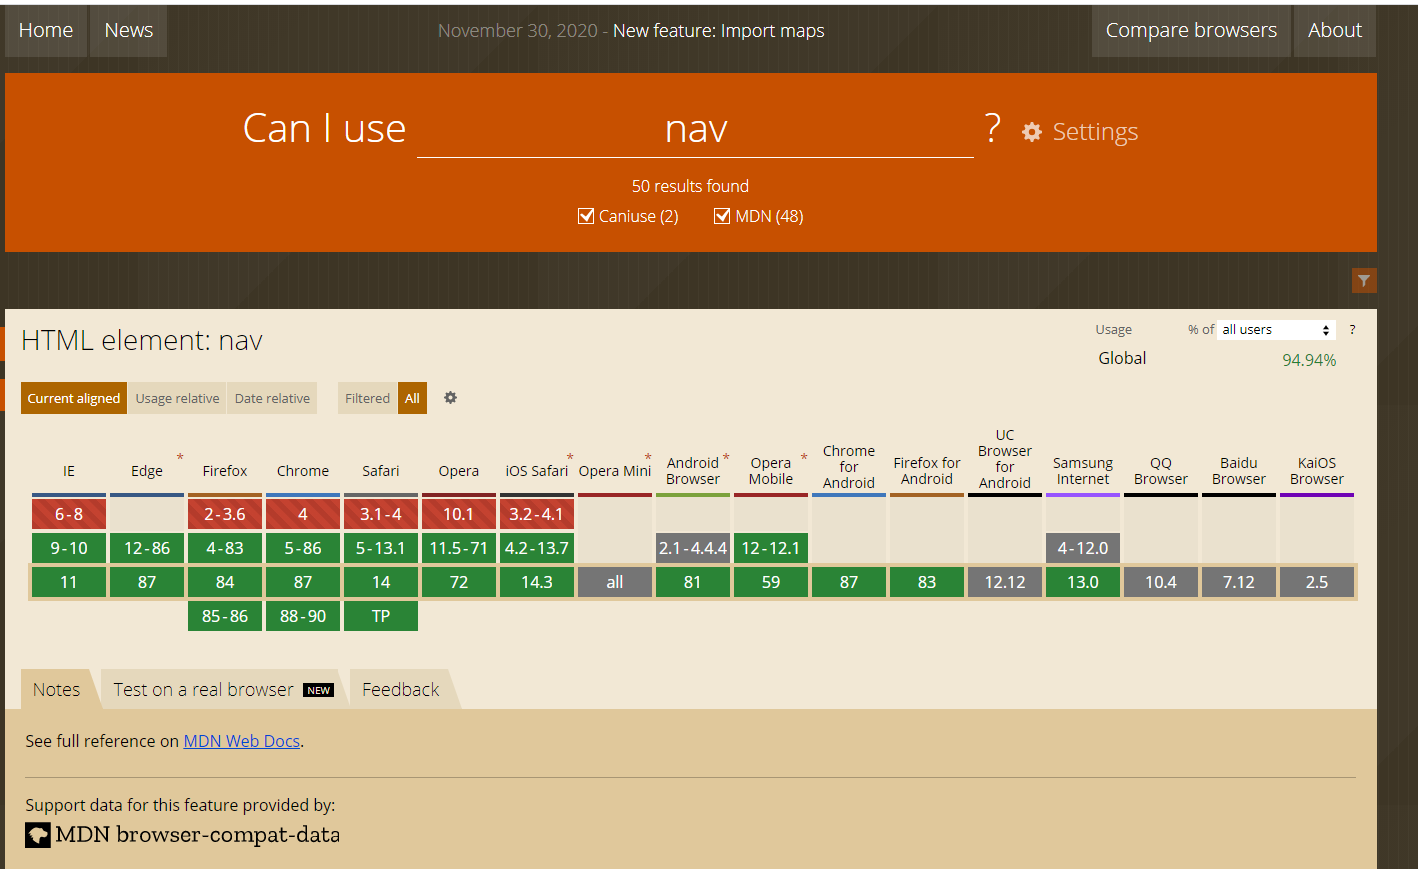 Home News November 30, 2020 - New feature: Import maps Compare browsers About
Can I use nav ? Settings
50 results found
Caniuse (2) MDN (48)
HTML element: nav
Usage % of all users ?
Global 94.94%
Current aligned Usage relative Date relative Filtered All
IE Edge * Firefox Chrome Safari Opera iOS Safari * Opera Mini * Android Browser * Opera Mobile * Chrome for Android Firefox for Android UC Browser for Android Samsung Internet QQ Browser Baidu Browser KaiOS Browser
6-8 2-3.6 4 3.1-4 10.1 3.2-4.1
9-10 12-86 4-83 5-86 5-13.1 11.5-71 4.2-13.7 2.1-4.4.4 12-12.1 4-12.0
11 87 84 87 14 72 14.3 all 81 59 87 83 12.12 13.0 10.4 7.12 2.5
85-86 88-90 TP
Notes Test on a real browser NEW Feedback
See full reference on MDN Web Docs.
Support data for this feature provided by:
MDN browser-compat-data